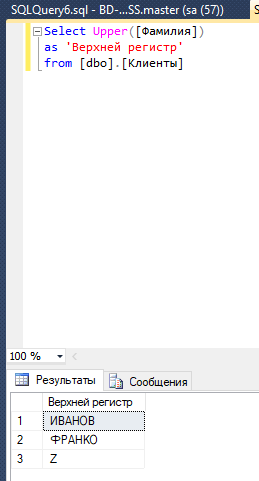 SQLQuery6.sql - BD-...SS.master (sa (57))
Select Upper([Фамилия])
as 'Верхней регистр'
from [dbo].[Клиенты]
100 %
Результаты Сообщения
Верхней регистр
1 ИВАНОВ
2 ФРАНКО
3 Z